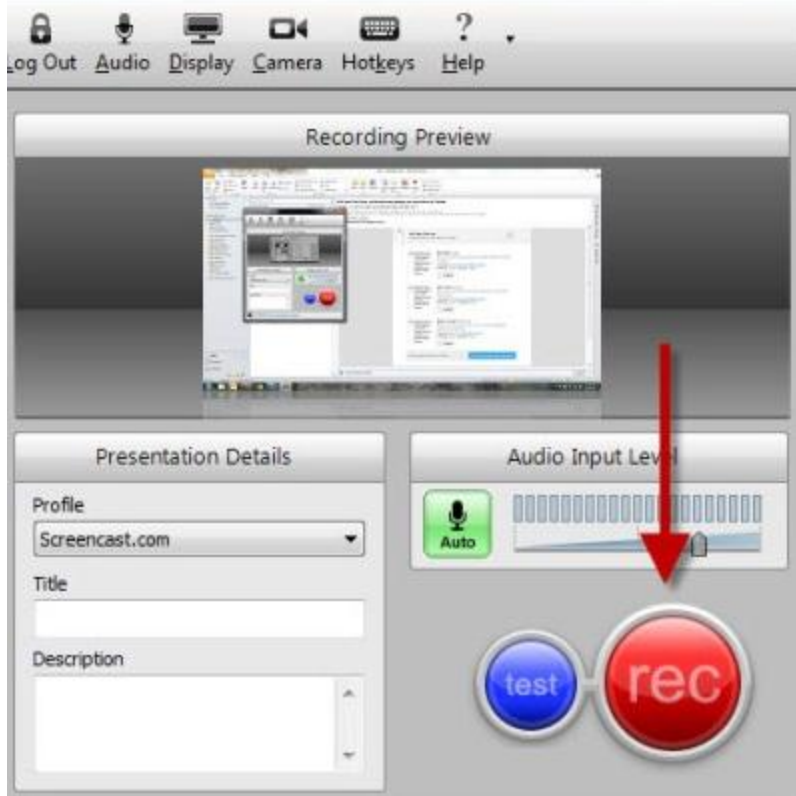 Log Out Audio Display Camera Hotkeys Help
Recording Preview
Presentation Details
Profile
Screencast.com
Title
Description
Audio Input Level
Auto
test rec